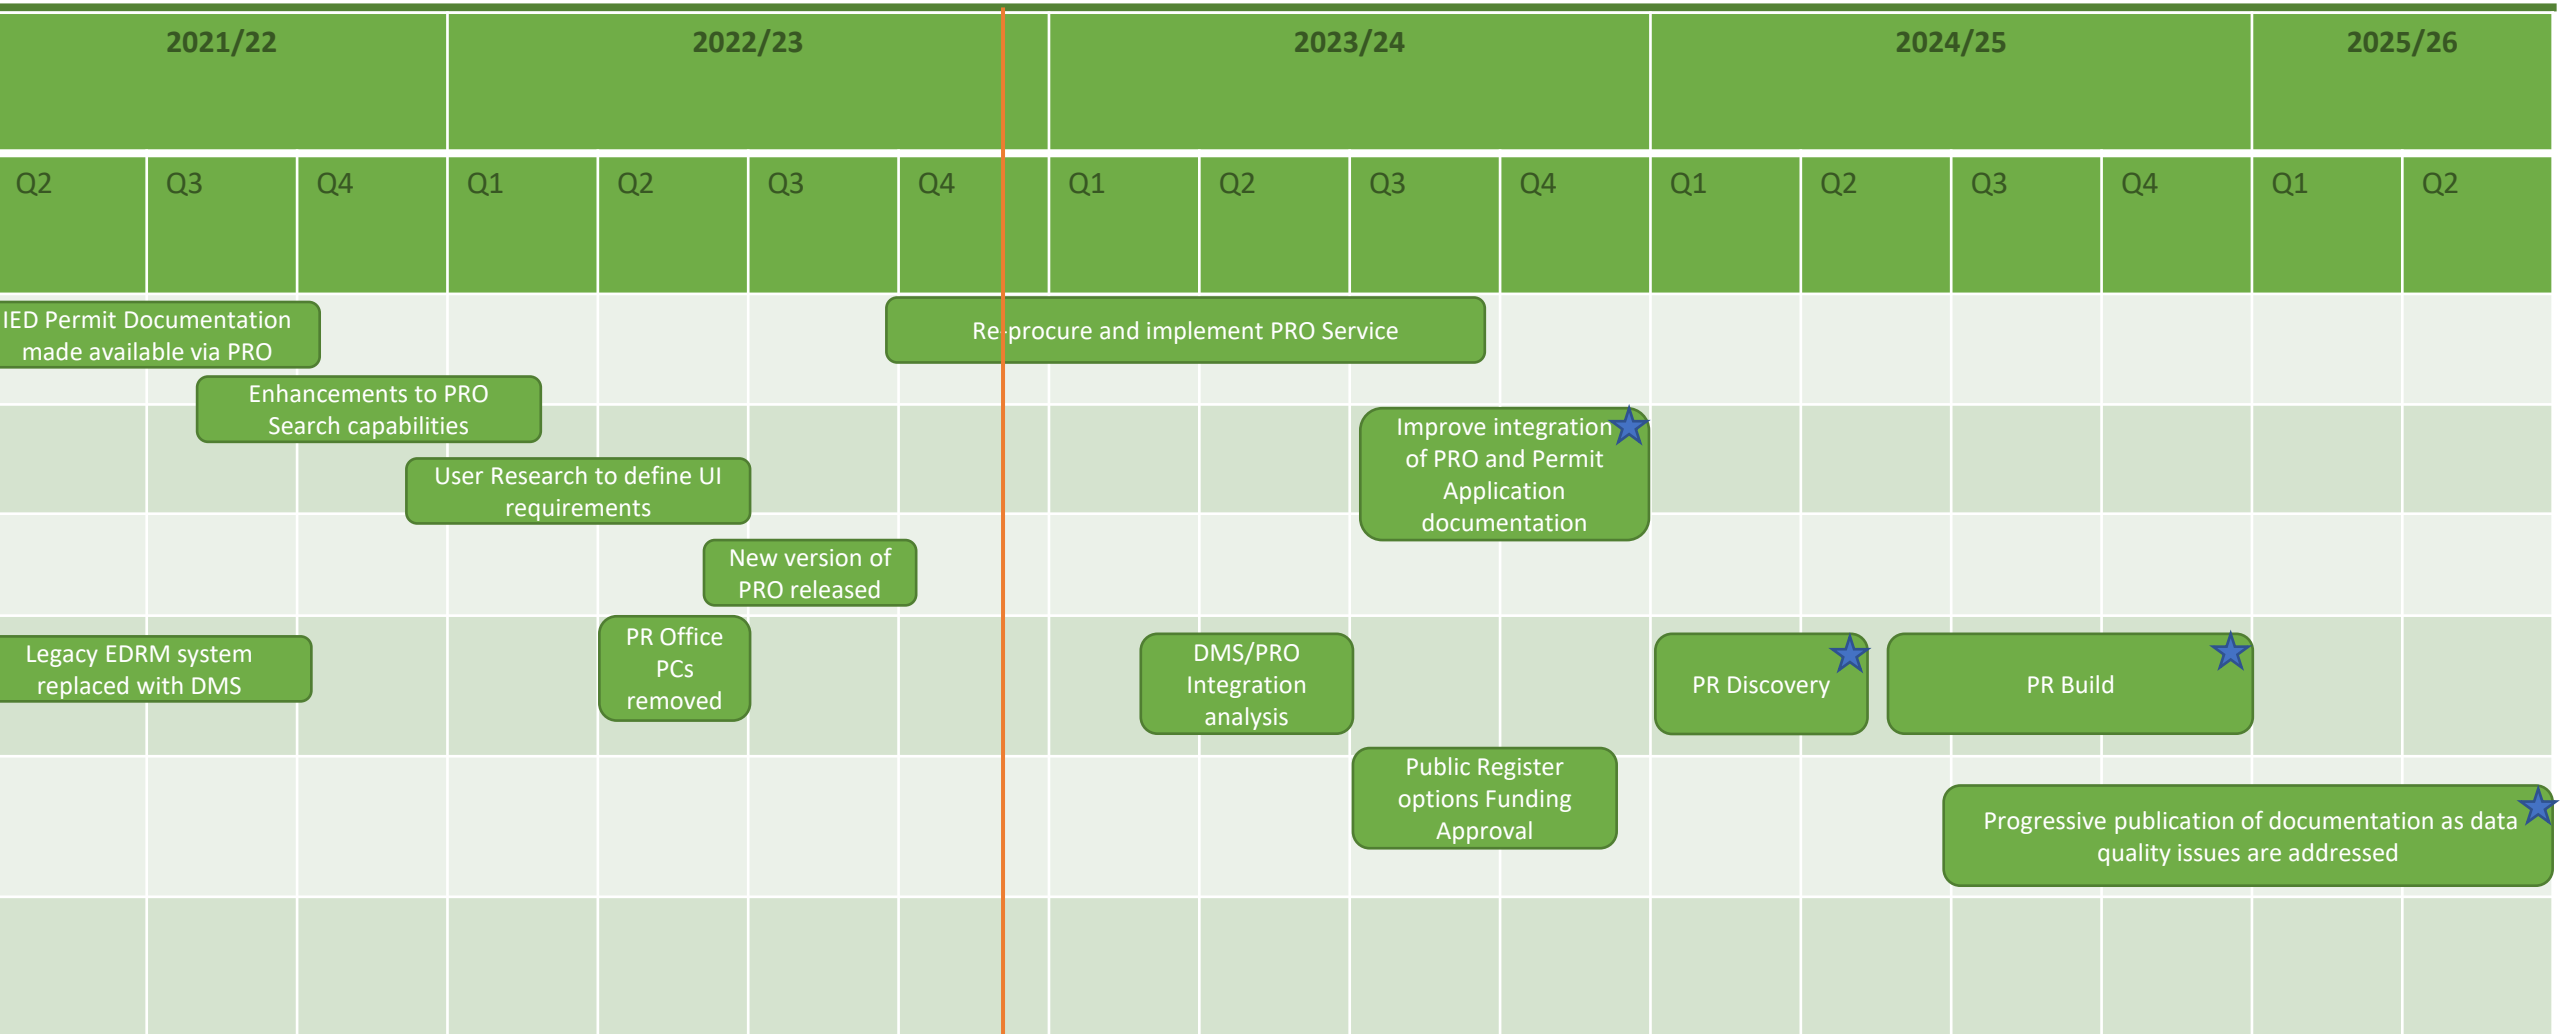 2021/22
2022/23
2023/24
2024/25
2025/26
Q2
Q3
Q4
Q1
Q2
Q3
Q4
Q1
Q2
Q3
Q4
Q1
Q2
Q3
Q4
Q1
Q2
IED Permit Documentation
made available via PRO
Re-procure and implement PRO Service
Enhancements to PRO
Search capabilities
Improve integration
of PRO and Permit
Application
documentation
User Research to define UI
requirements
New version of
PRO released
Legacy EDRM system
replaced with DMS
PR Office
PCs
removed
DMS/PRO
Integration
analysis
PR Discovery
PR Build
Public Register
options Funding
Approval
Progressive publication of documentation as data
quality issues are addressed